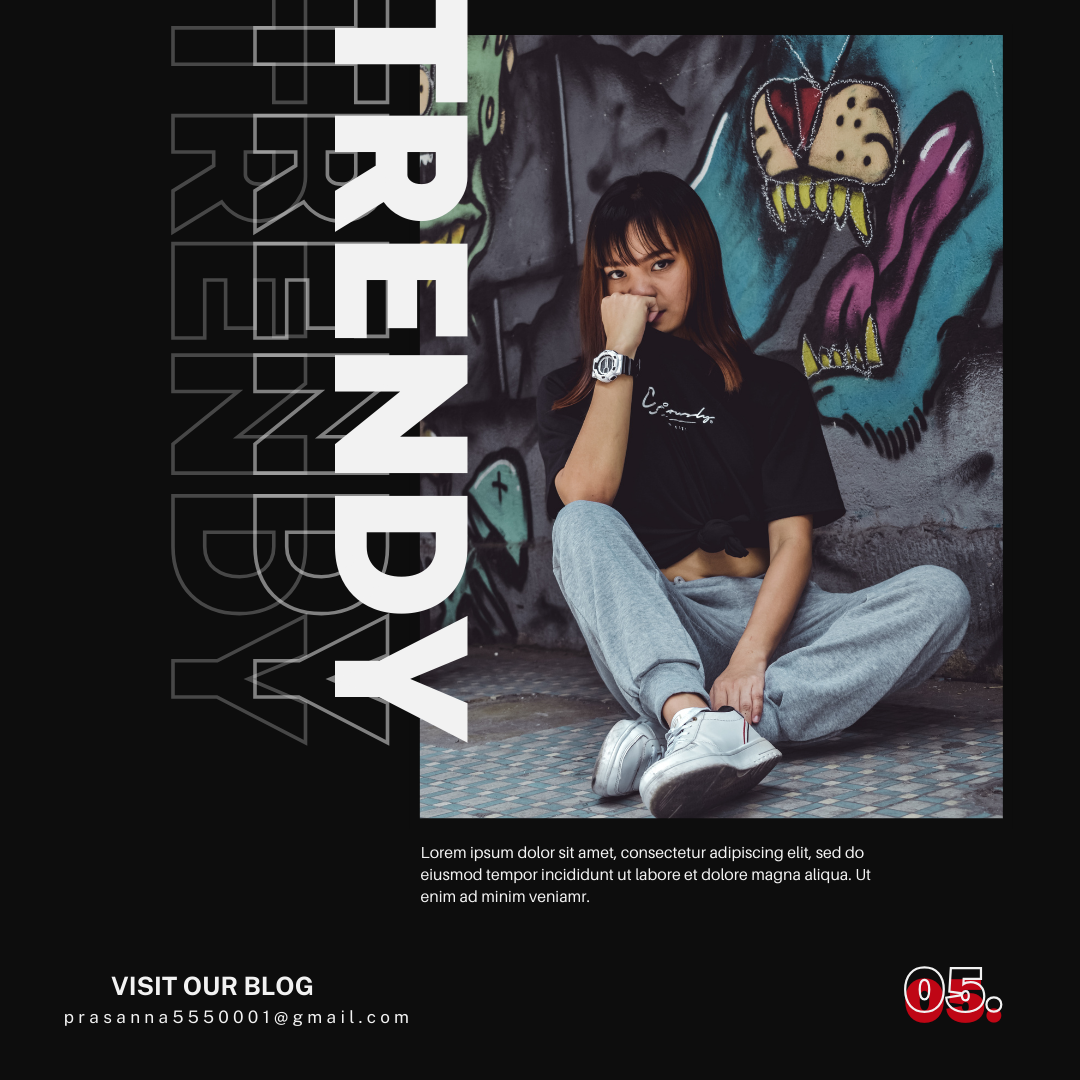 TRENDY
TRENDY
TRENDY
Lorem ipsum dolor sit amet, consectetur adipiscing elit, sed do
eiusmod tempor incididunt ut labore et dolore magna aliqua. Ut
enim ad minim veniamr.
VISIT OUR BLOG
prasanna5550001@gmail.com
05.